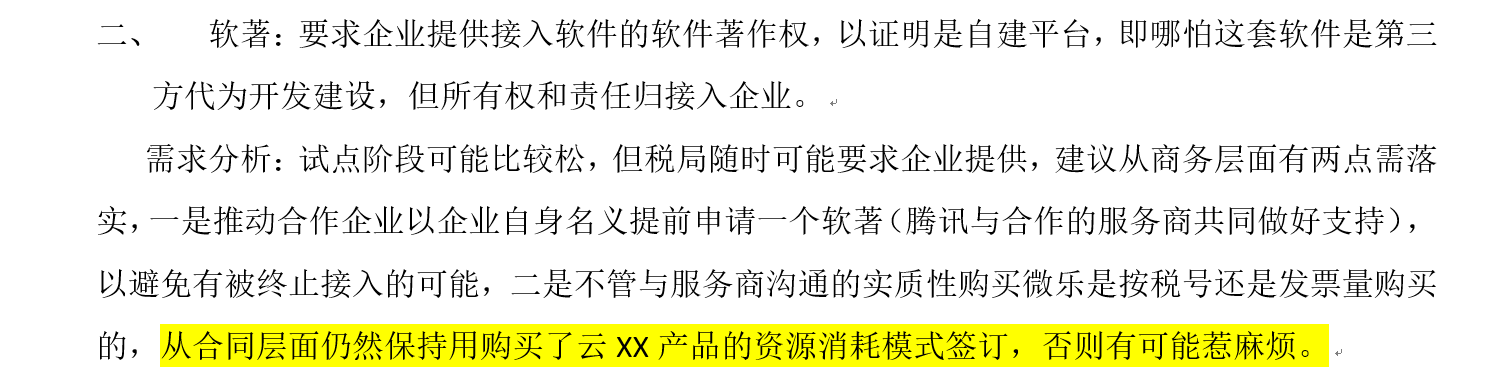 二、 软著：要求企业提供接入软件的软件著作权，以证明是自建平台，即哪怕这套软件是第三
方代为开发建设，但所有权和责任归接入企业。
需求分析：试点阶段可能比较松，但税局随时可能要求企业提供，建议从商务层面有两点需落
实，一是推动合作企业以企业自身名义提前申请一个软著（腾讯与合作的服务商共同做好支持），
以避免有被终止接入的可能，二是不管与服务商沟通的实质性购买微乐是按税号还是发票量购买
的，从合同层面仍然保持用购买了云 XX 产品的资源消耗模式签订，否则有可能惹麻烦。